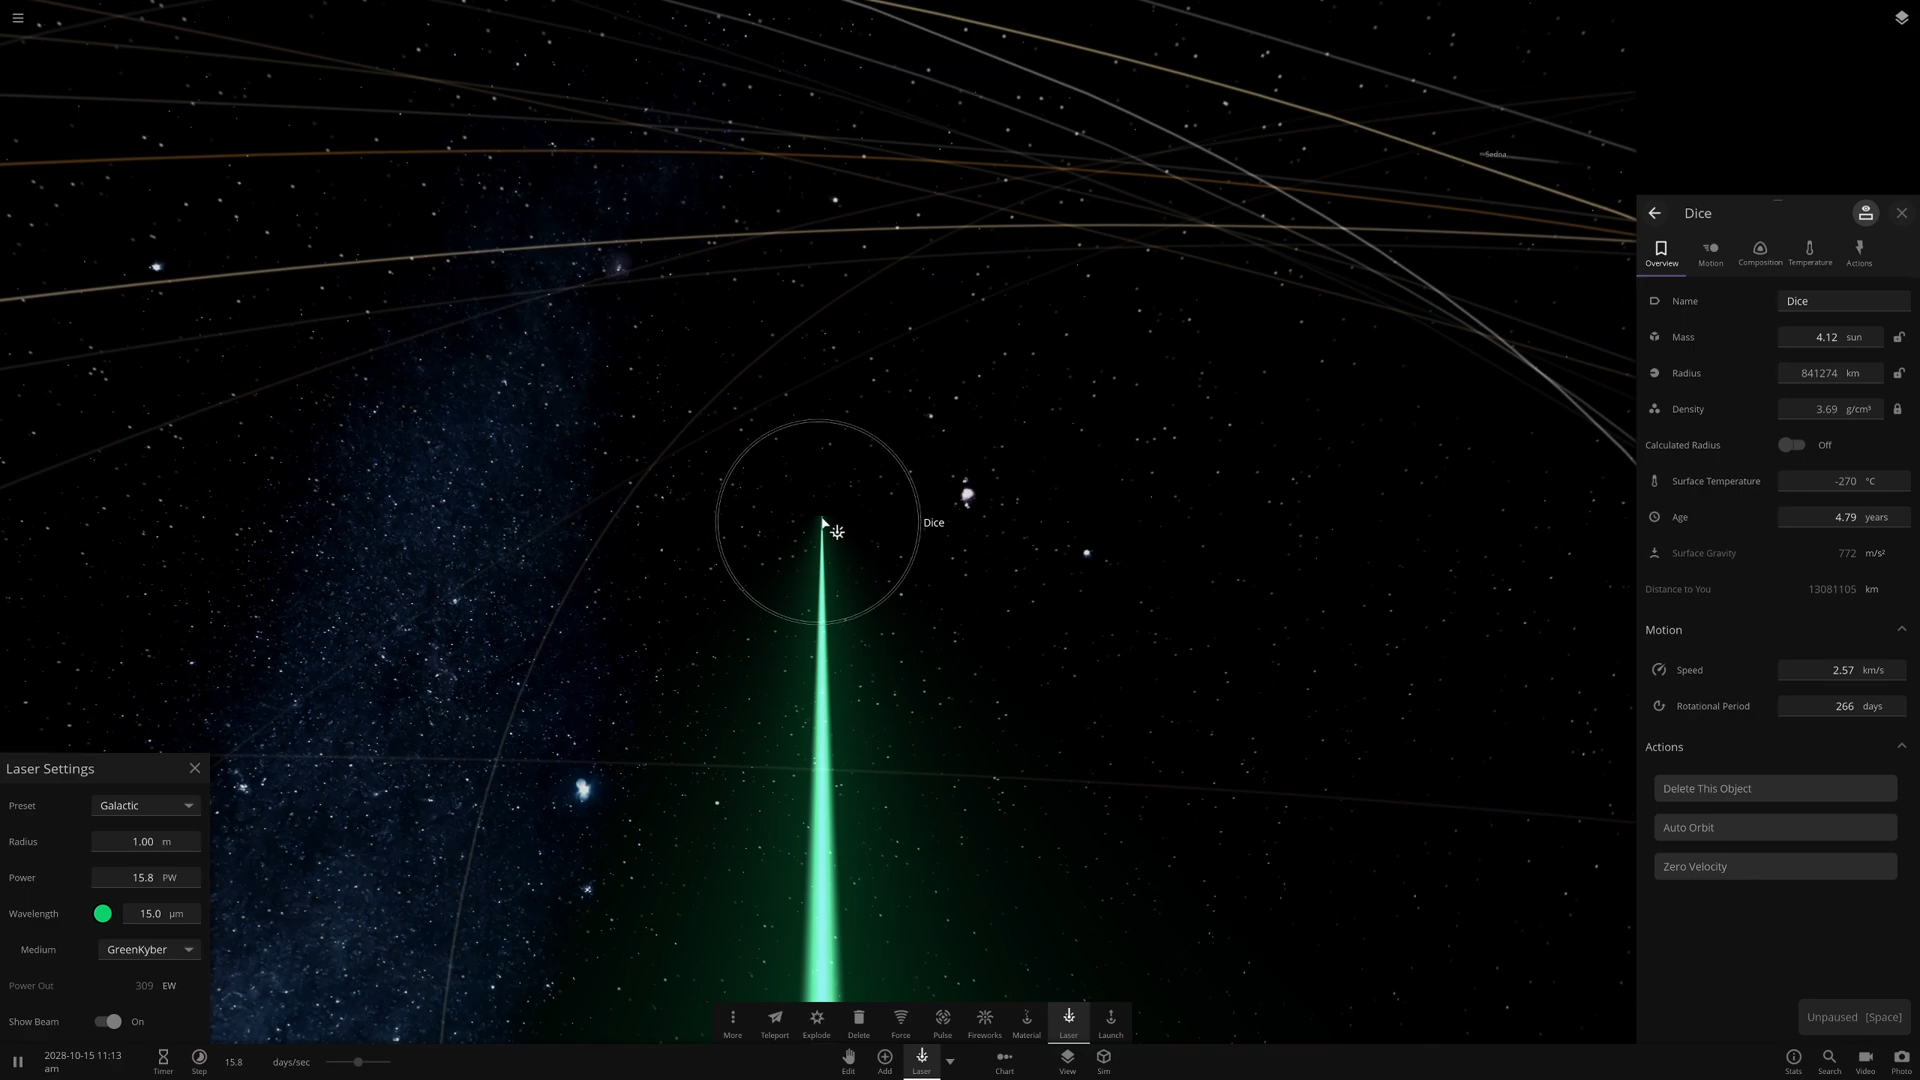 Sedna
Dice
Dice
Overview
Motion
Composition
Temperature
Actions
Name
Dice
Mass
4.12 sun
Radius
841274 km
Density
3.69 g/cm³
Calculated Radius
Off
Surface Temperature
-270 °C
Age
4.79 years
Surface Gravity
772 m/s²
Distance to You
13081105 km
Motion
Speed
2.57 km/s
Rotational Period
266 days
Actions
Delete This Object
Auto Orbit
Zero Velocity
Unpaused [Space]
Laser Settings
Preset
Galactic
Radius
1.00 m
Power
15.8 PW
Wavelength
15.0 μm
Medium
GreenKyber
Power Out
309 EW
Show Beam
On
More
Teleport
Explode
Delete
Force
Pulse
Fireworks
Material
Laser
Launch
2028-10-15 11:13
am
Timer
Step
15.8 days/sec
Edit
Add
Laser
Chart
View
Sim
Stats
Search
Video
Photo